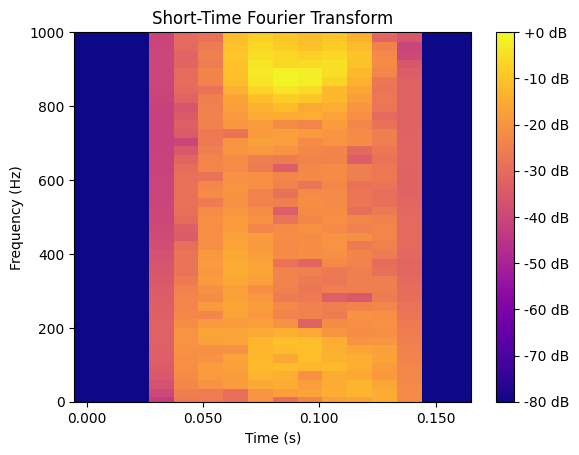 Short-Time Fourier Transform
1000
800
600
400
200
0
Frequency (Hz)
0.000
0.050
0.100
0.150
Time (s)
+0 dB
-10 dB
-20 dB
-30 dB
-40 dB
-50 dB
-60 dB
-70 dB
-80 dB